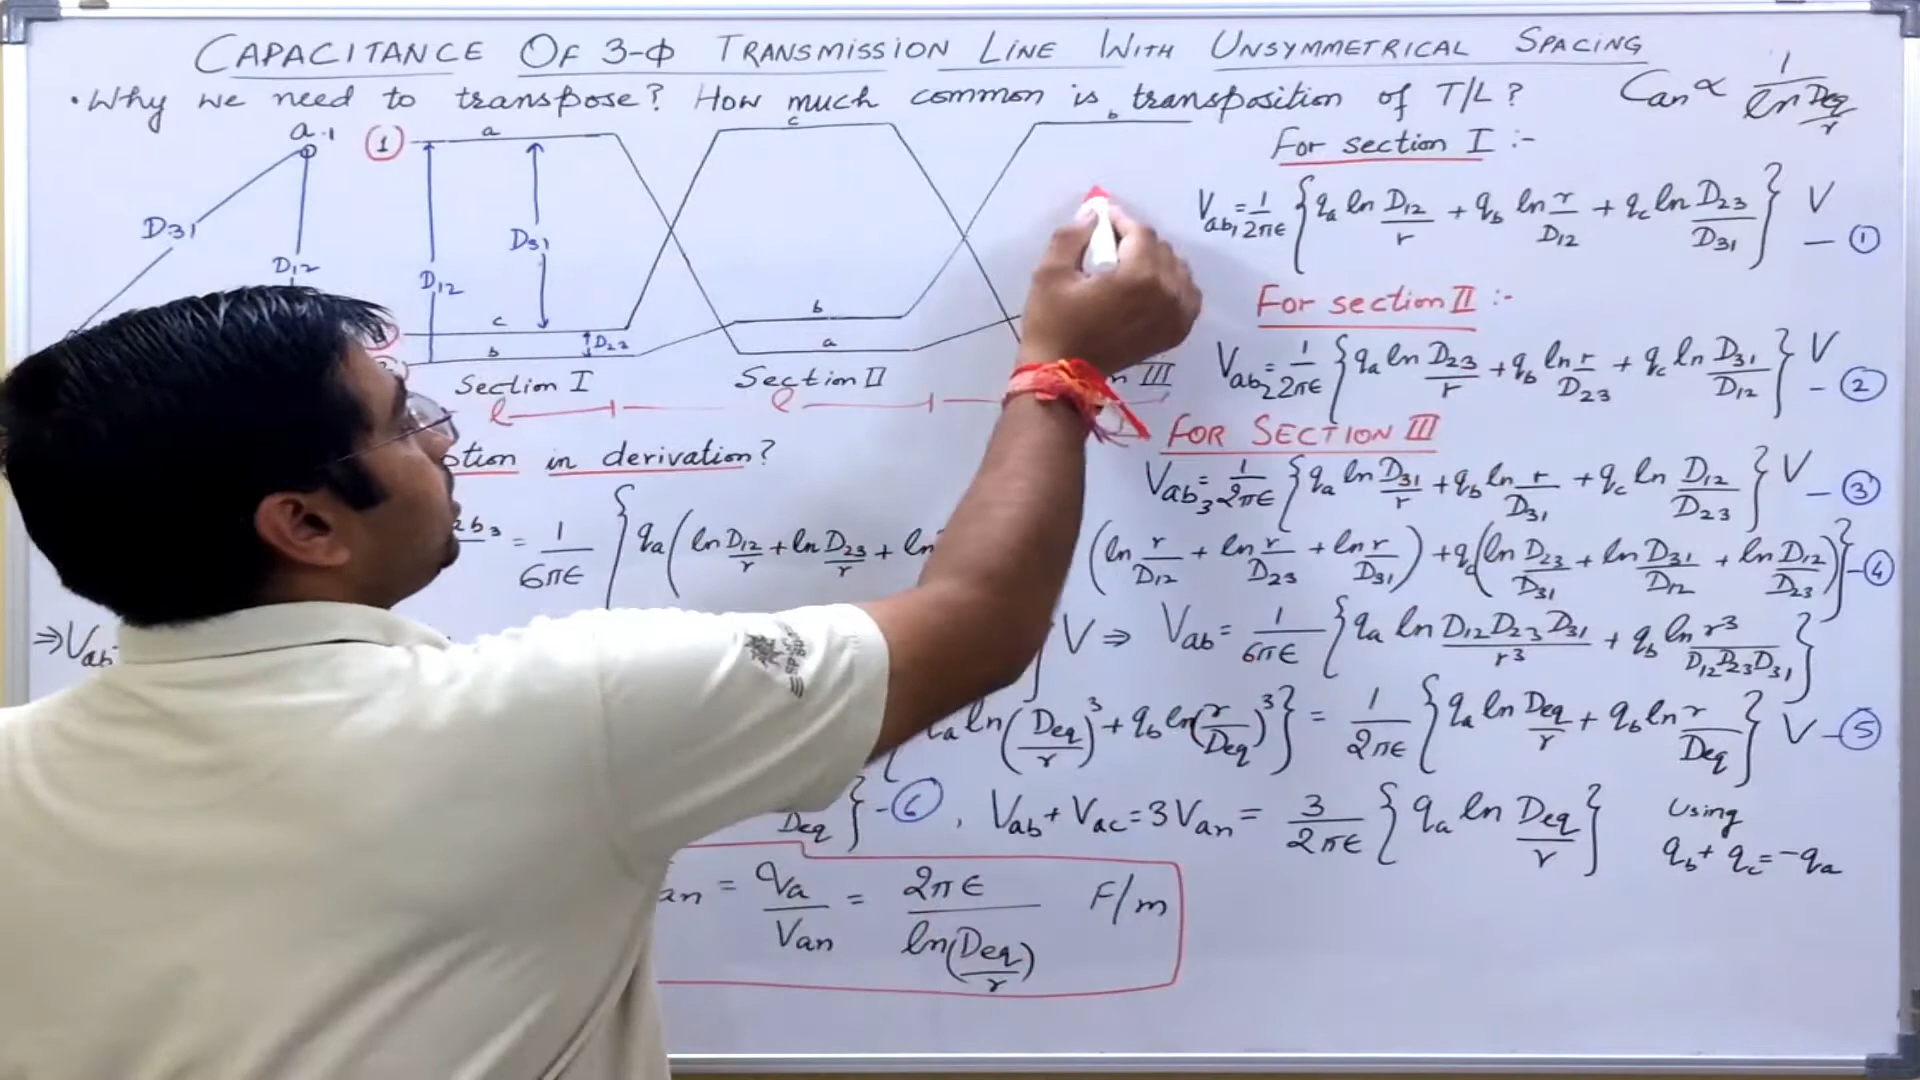 CAPACITANCE OF 3-Φ TRANSMISSION LINE WITH UNSYMMETRICAL SPACING
• Why we need to transpose? How much common is transposition of T/L?
Can ∝ 1/ln Deq/r
a 1
D31
D12
1 a c b
D12 D31 D23
c b
b a
Section I Section II III
l l
For section I :-
Vab1 = 1/2πε { qa ln D12/r + qb ln r/D12 + qc ln D23/D31 } V — 1
For section II :-
Vab2 = 1/2πε { qa ln D23/r + qb ln r/D23 + qc ln D31/D12 } V — 2
FOR SECTION III
Vab3 = 1/2πε { qa ln D31/r + qb ln r/D31 + qc ln D12/D23 } V — 3
in derivation?
ab3 = 1/6πε { qa ( ln D12/r + ln D23/r + ln ( ln r/D12 + ln r/D23 + ln r/D31 ) + qc ( ln D23/D31 + ln D31/D12 + ln D12/D23 ) } — 4
⇒ Vab V ⇒ Vab = 1/6πε { qa ln D12D23D31/r³ + qb ln r³/D12D23D31 }
ln (Deq/r)³ + qb ln (r/Deq)³ } = 1/2πε { qa ln Deq/r + qb ln r/Deq } V — 5
Deq } — 6 , Vab + Vac = 3Van = 3/2πε { qa ln Deq/r } Using
qb + qc = -qa
an = qa/Van = 2πε/ln(Deq/r) F/m